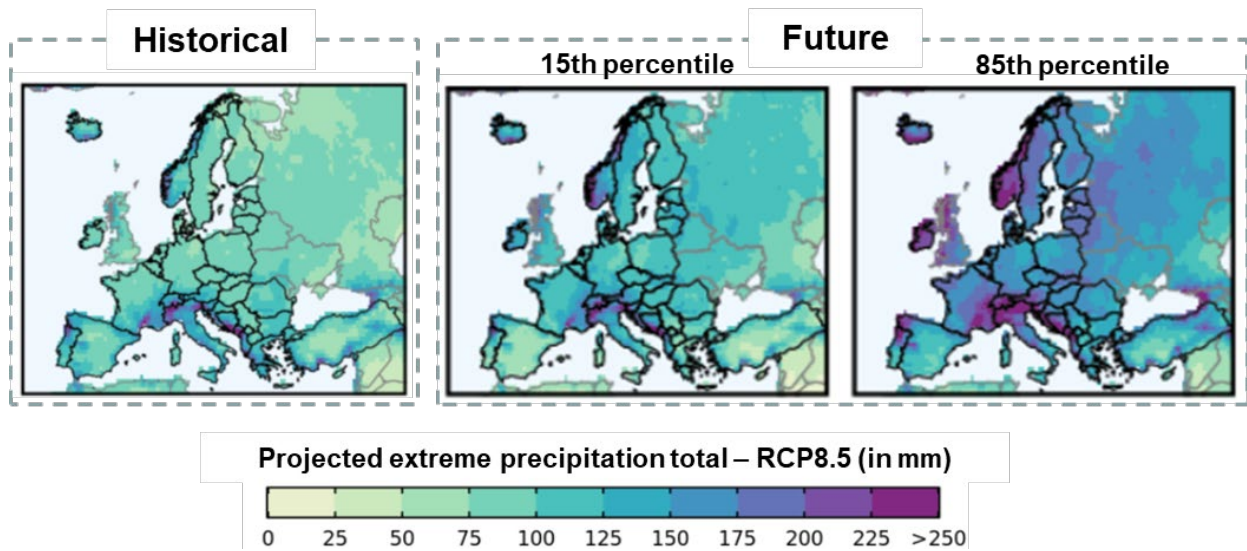 Historical
Future
15th percentile
85th percentile
Projected extreme precipitation total – RCP8.5 (in mm)
0 25 50 75 100 125 150 175 200 225 >250